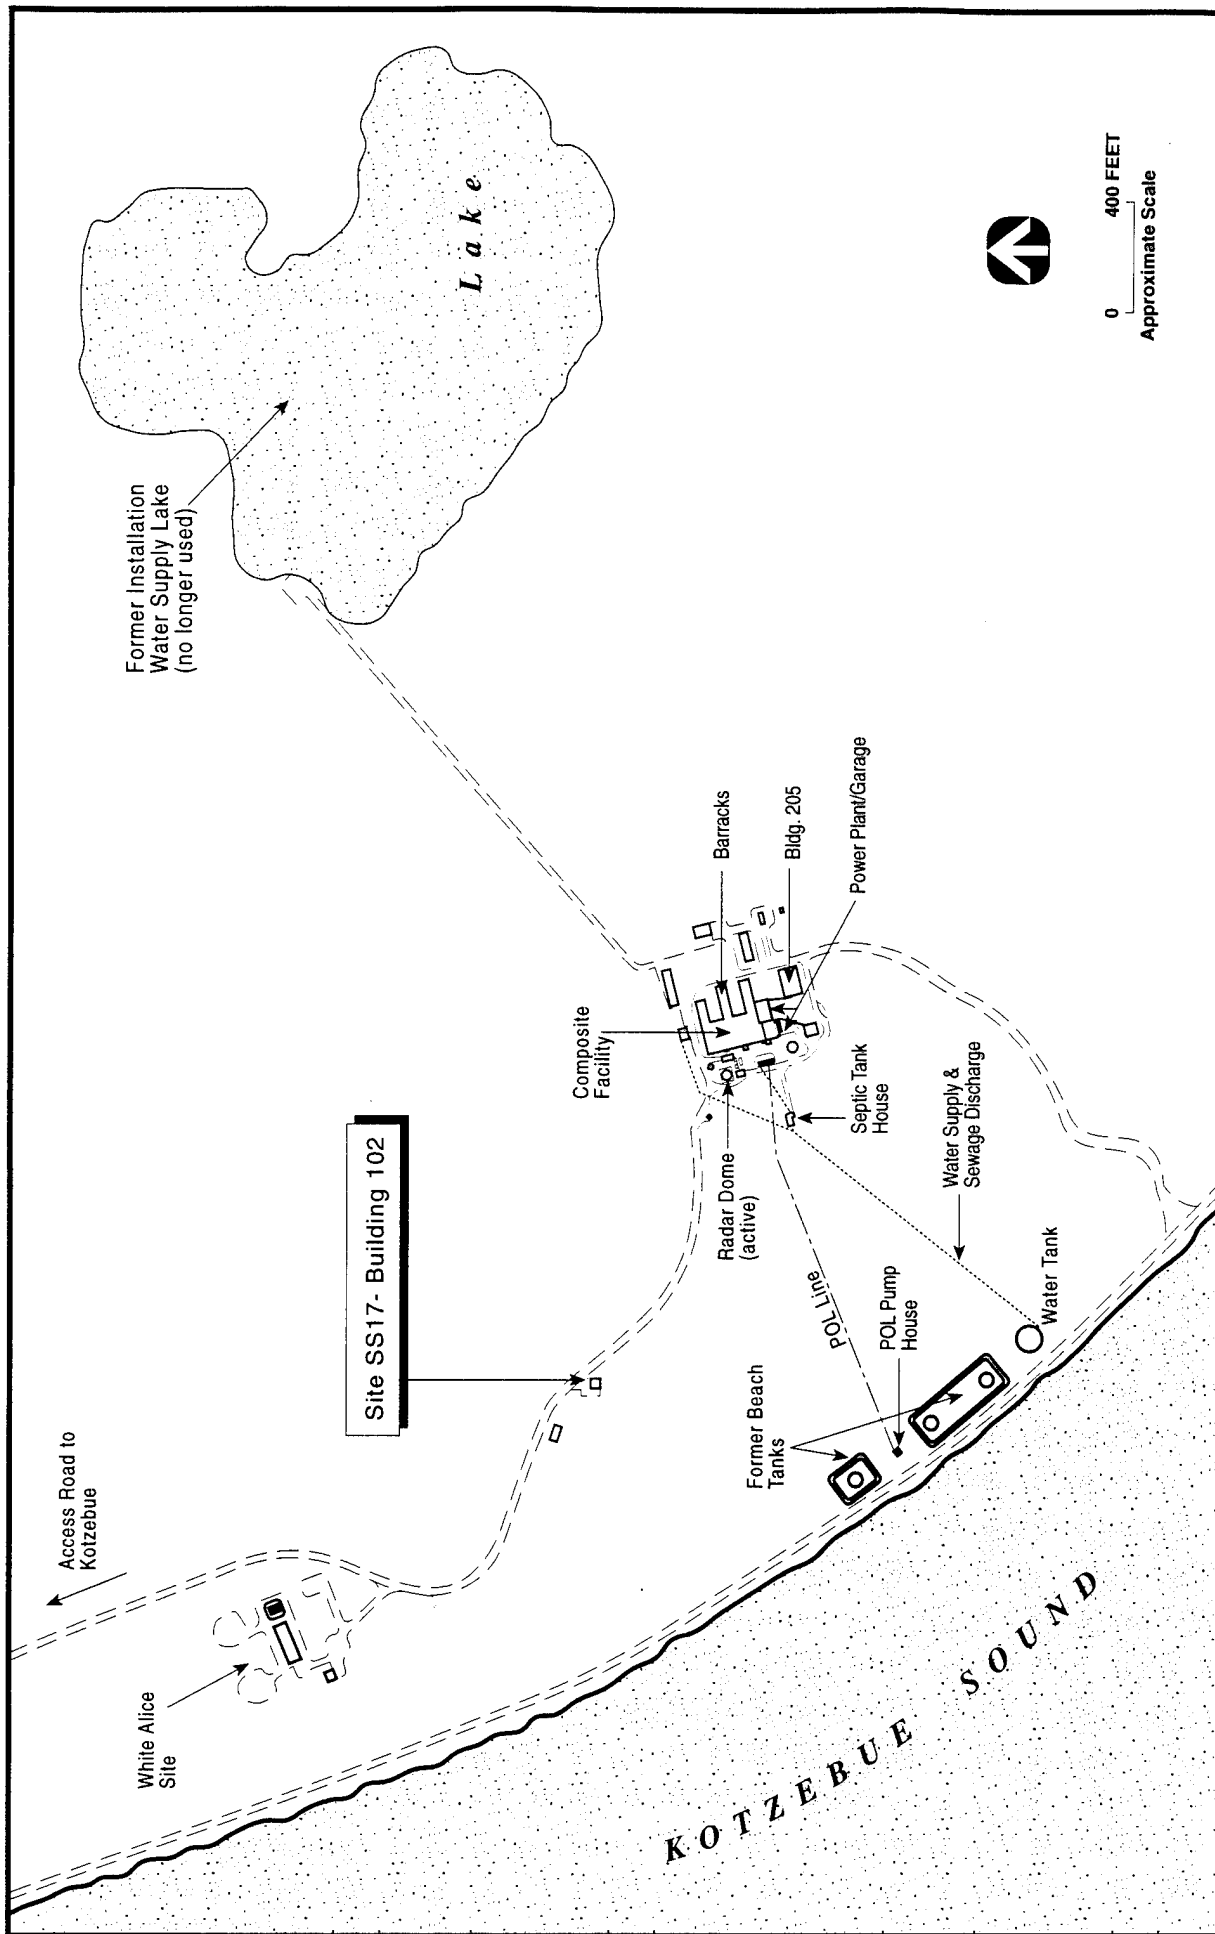 Former Installation
Water Supply Lake
(no longer used)
Lake
0 400 FEET
Approximate Scale
Access Road to
Kotzebue
White Alice
Site
Site SS17- Building 102
Composite
Facility
Barracks
Bldg. 205
Power Plant/Garage
Radar Dome
(active)
Septic Tank
House
POL Line
POL Pump
House
Former Beach
Tanks
Water Supply &
Sewage Discharge
Water Tank
KOTZEBUE SOUND